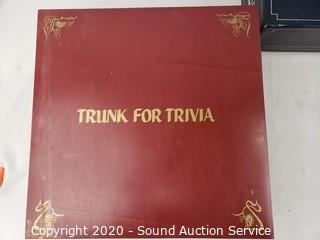 TRUNK FOR TRIVIA
Copyright 2020 - Sound Auction Service